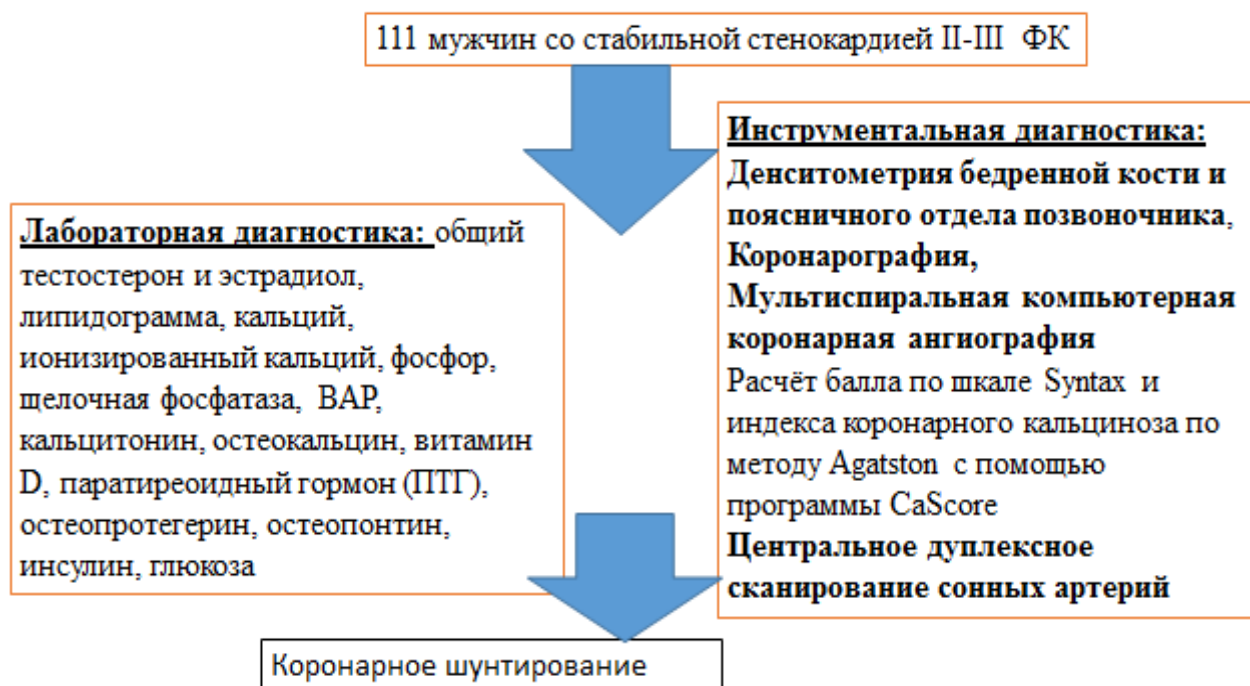 111 мужчин со стабильной стенокардией II-III ФК
Лабораторная диагностика: общий
тестостерон и эстрадиол,
липидограмма, кальций,
ионизированный кальций, фосфор,
щелочная фосфатаза, BAP,
кальцитонин, остеокальцин, витамин
D, паратиреоидный гормон (ПТГ),
остеопротегерин, остеопонтин,
инсулин, глюкоза
Инструментальная диагностика:
Денситометрия бедренной кости и
поясничного отдела позвоночника,
Коронарография,
Мультиспиральная компьютерная
коронарная ангиография
Расчёт балла по шкале Syntax и
индекса коронарного кальциноза по
методу Agatston с помощью
программы CaScore
Центральное дуплексное
сканирование сонных артерий
Коронарное шунтирование